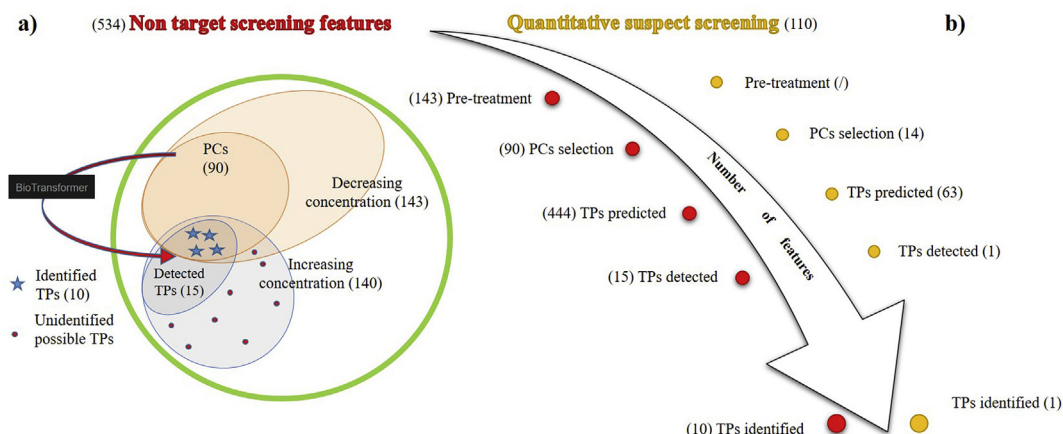 a)
(534) Non target screening features
Quantitative suspect screening (110)
b)
PCs
(90)
Decreasing
concentration (143)
BioTransformer
Detected
TPs (15)
Increasing
concentration (140)
Identified
TPs (10)
Unidentified
possible TPs
(143) Pre-treatment
(90) PCs selection
(444) TPs predicted
(15) TPs detected
(10) TPs identified
Number of features
Pre-treatment (/)
PCs selection (14)
TPs predicted (63)
TPs detected (1)
TPs identified (1)